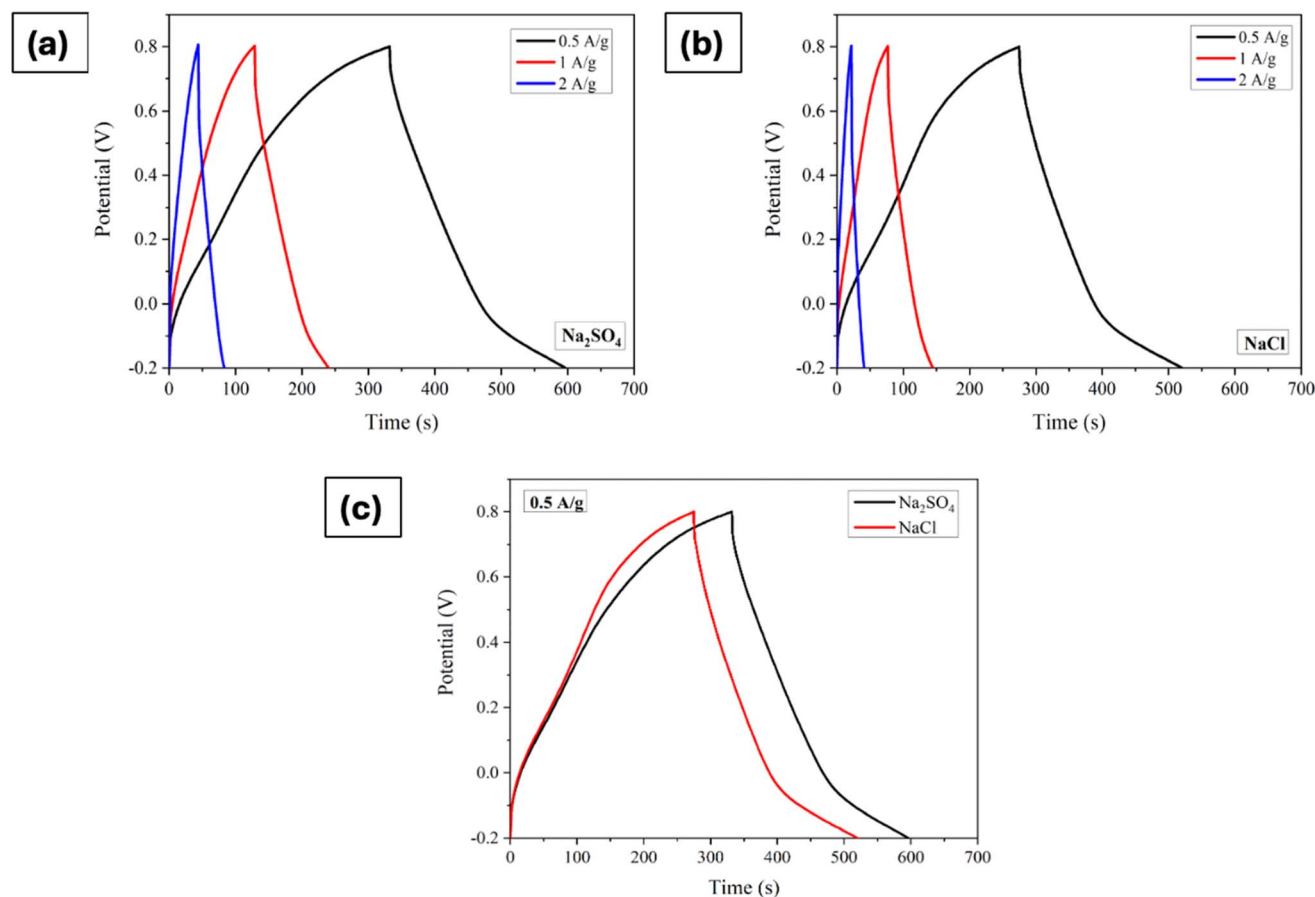 (a)
0.5 A/g
1 A/g
2 A/g
0.8
0.6
0.4
0.2
0.0
-0.2
Potential (V)
Na₂SO₄
0 100 200 300 400 500 600 700
Time (s)
(b)
0.5 A/g
1 A/g
2 A/g
0.8
0.6
0.4
0.2
0.0
-0.2
Potential (V)
NaCl
0 100 200 300 400 500 600 700
Time (s)
(c)
0.5 A/g
Na₂SO₄
NaCl
0.8
0.6
0.4
0.2
0.0
-0.2
Potential (V)
0 100 200 300 400 500 600 700
Time (s)